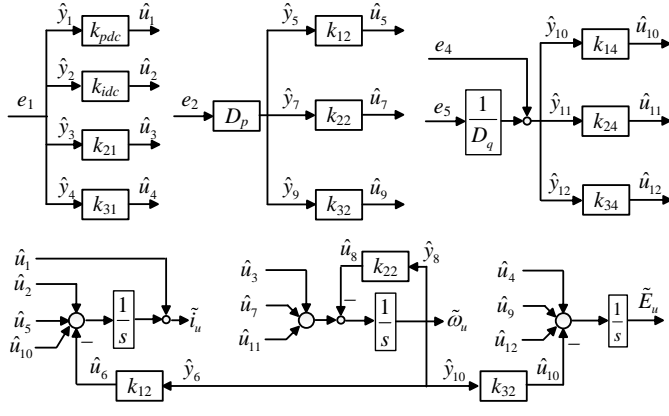 ŷ₁ k_pdc û₁
ŷ₂ k_idc û₂
e₁
ŷ₃ k₂₁ û₃
ŷ₄ k₃₁ û₄
ŷ₅ k₁₂ û₅
e₂ D_p ŷ₇ k₂₂ û₇
ŷ₉ k₃₂ û₉
e₄ ŷ₁₀ k₁₄ û₁₀
e₅ 1/D_q ŷ₁₁ k₂₄ û₁₁
ŷ₁₂ k₃₄ û₁₂
û₁
û₂
û₅
û₁₀
− 1/s ĩ_u
û₆ k₁₂ ŷ₆
û₃
û₇
û₁₁
û₈ k₂₂ ŷ₈
− 1/s ω̃_u
ŷ₁₀ k₃₂ û₁₀
û₄
û₉
û₁₂
− 1/s Ẽ_u